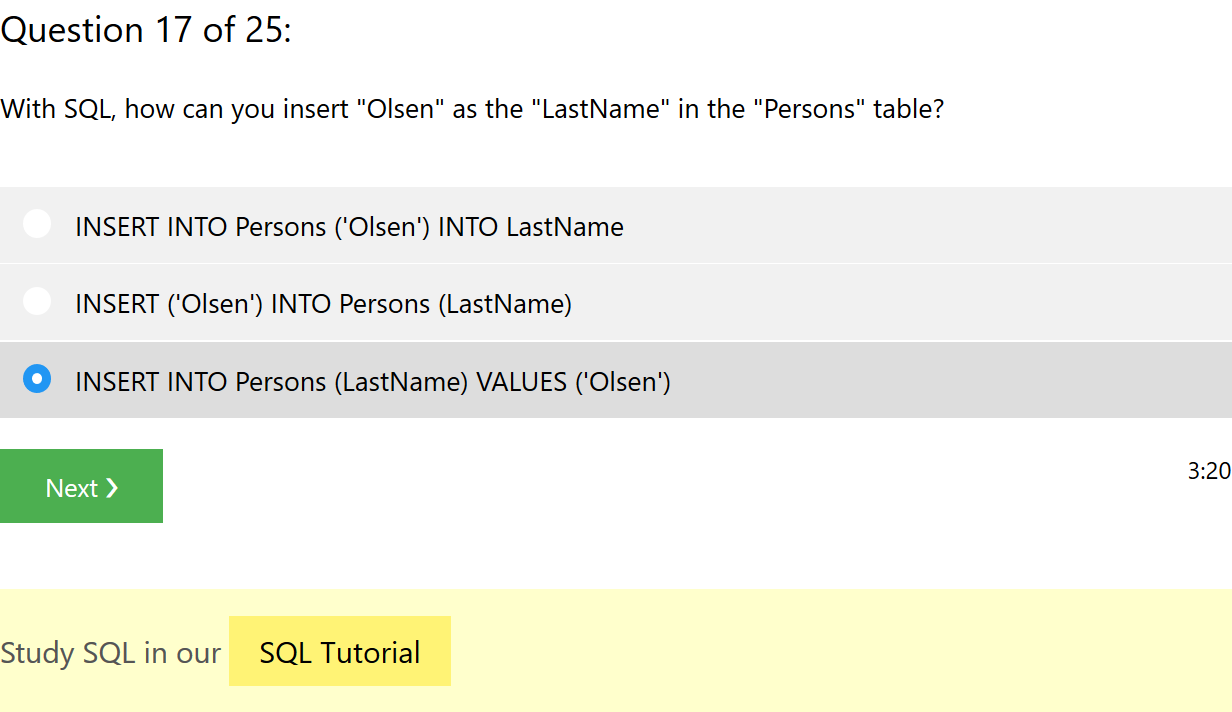 Question 17 of 25:
With SQL, how can you insert "Olsen" as the "LastName" in the "Persons" table?
INSERT INTO Persons ('Olsen') INTO LastName
INSERT ('Olsen') INTO Persons (LastName)
INSERT INTO Persons (LastName) VALUES ('Olsen')
Next ❯
3:20
Study SQL in our SQL Tutorial